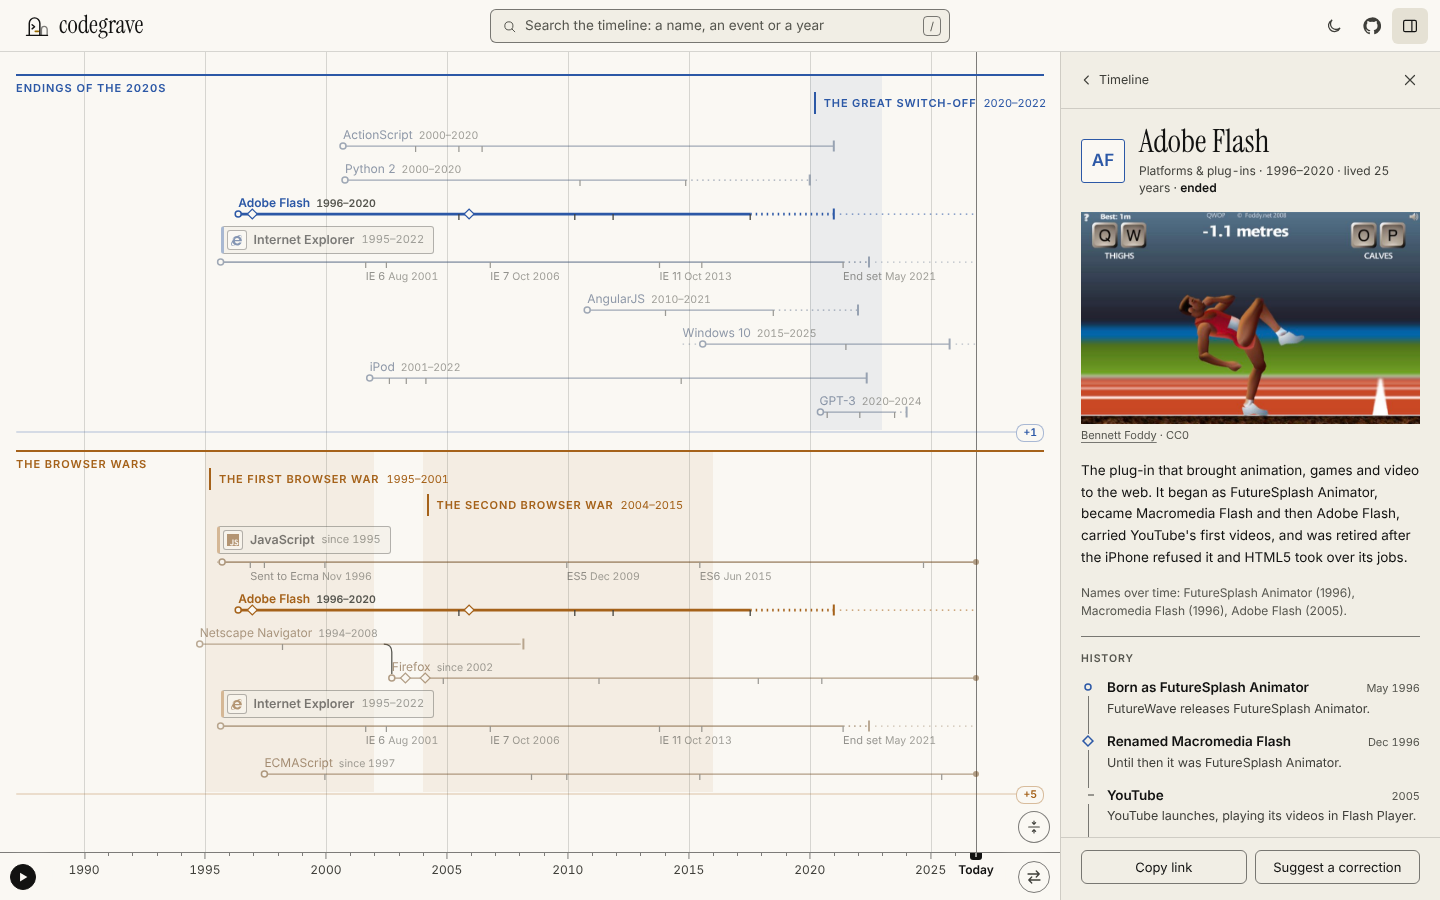 codegrave
Search the timeline: a name, an event or a year
/
ENDINGS OF THE 2020S
THE GREAT SWITCH-OFF 2020–2022
ActionScript 2000–2020
Python 2 2000–2020
Adobe Flash 1996–2020
Internet Explorer 1995–2022
IE 6 Aug 2001
IE 7 Oct 2006
IE 11 Oct 2013
End set May 2021
AngularJS 2010–2021
Windows 10 2015–2025
iPod 2001–2022
GPT-3 2020–2024
+1
THE BROWSER WARS
THE FIRST BROWSER WAR 1995–2001
THE SECOND BROWSER WAR 2004–2015
JS
JavaScript since 1995
Sent to Ecma Nov 1996
ES5 Dec 2009
ES6 Jun 2015
Adobe Flash 1996–2020
Netscape Navigator 1994–2008
Firefox since 2002
Internet Explorer 1995–2022
IE 6 Aug 2001
IE 7 Oct 2006
IE 11 Oct 2013
End set May 2021
ECMAScript since 1997
+5
1990
1995
2000
2005
2010
2015
2020
2025
Today
Timeline
AF
Adobe Flash
Platforms & plug-ins · 1996–2020 · lived 25
years · ended
Best: 1m
QWOP © Foddy.net 2008
Q W
-1.1 metres
O P
THIGHS
CALVES
Bennett Foddy · CC0
The plug-in that brought animation, games and video
to the web. It began as FutureSplash Animator,
became Macromedia Flash and then Adobe Flash,
carried YouTube's first videos, and was retired after
the iPhone refused it and HTML5 took over its jobs.
Names over time: FutureSplash Animator (1996),
Macromedia Flash (1996), Adobe Flash (2005).
HISTORY
Born as FutureSplash Animator May 1996
FutureWave releases FutureSplash Animator.
Renamed Macromedia Flash Dec 1996
Until then it was FutureSplash Animator.
YouTube 2005
YouTube launches, playing its videos in Flash Player.
Copy link
Suggest a correction